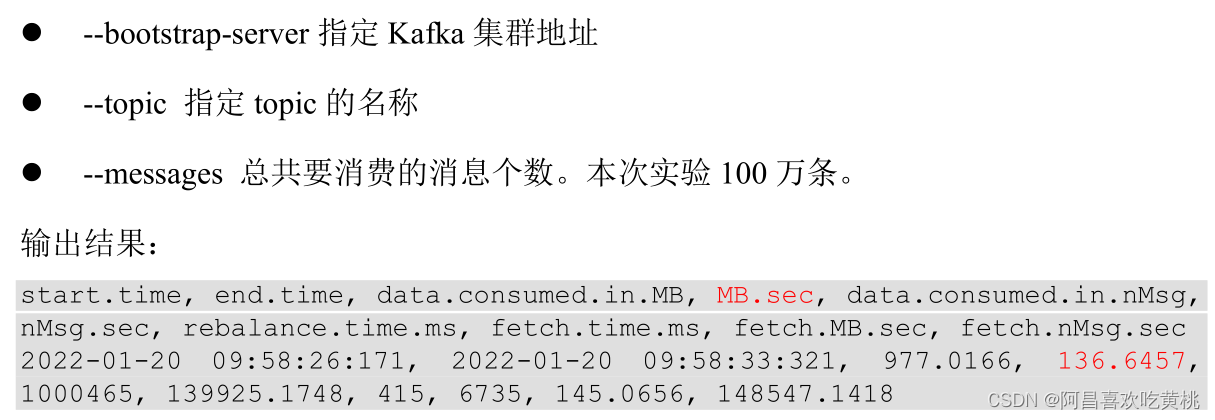 ● --bootstrap-server 指定 Kafka 集群地址
● --topic 指定 topic 的名称
● --messages 总共要消费的消息个数。本次实验 100 万条。
输出结果：
start.time, end.time, data.consumed.in.MB, MB.sec, data.consumed.in.nMsg,
nMsg.sec, rebalance.time.ms, fetch.time.ms, fetch.MB.sec, fetch.nMsg.sec
2022-01-20 09:58:26:171, 2022-01-20 09:58:33:321, 977.0166, 136.6457,
1000465, 139925.1748, 415, 6735, 145.0656, 148547.1418
CSDN @阿昌喜欢吃黄桃